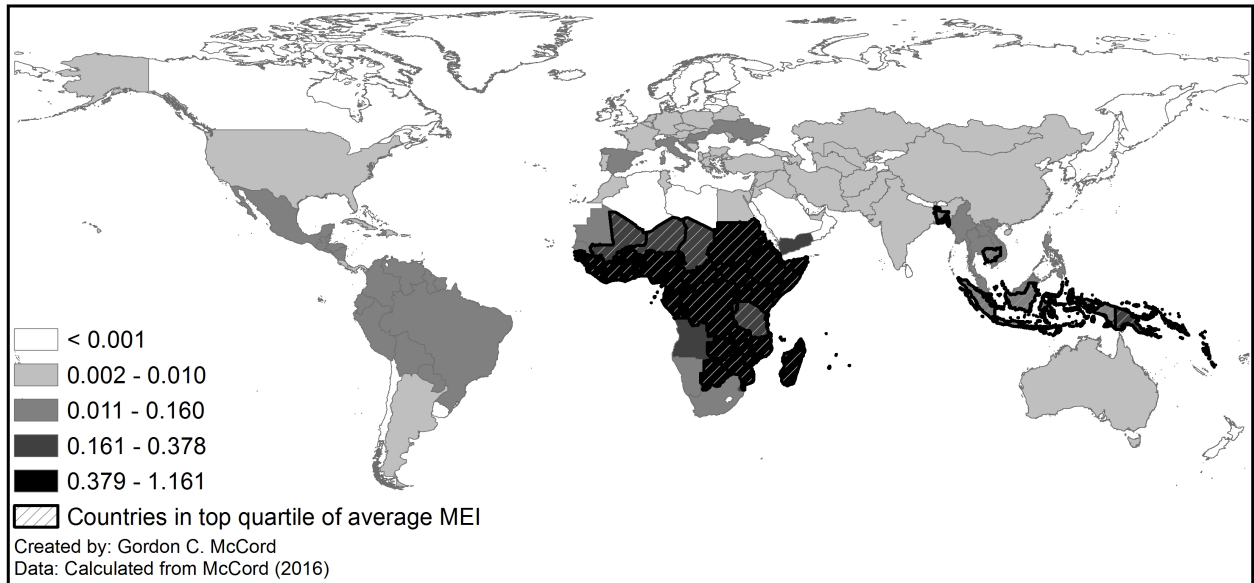 < 0.001
0.002 - 0.010
0.011 - 0.160
0.161 - 0.378
0.379 - 1.161
Countries in top quartile of average MEI
Created by: Gordon C. McCord
Data: Calculated from McCord (2016)